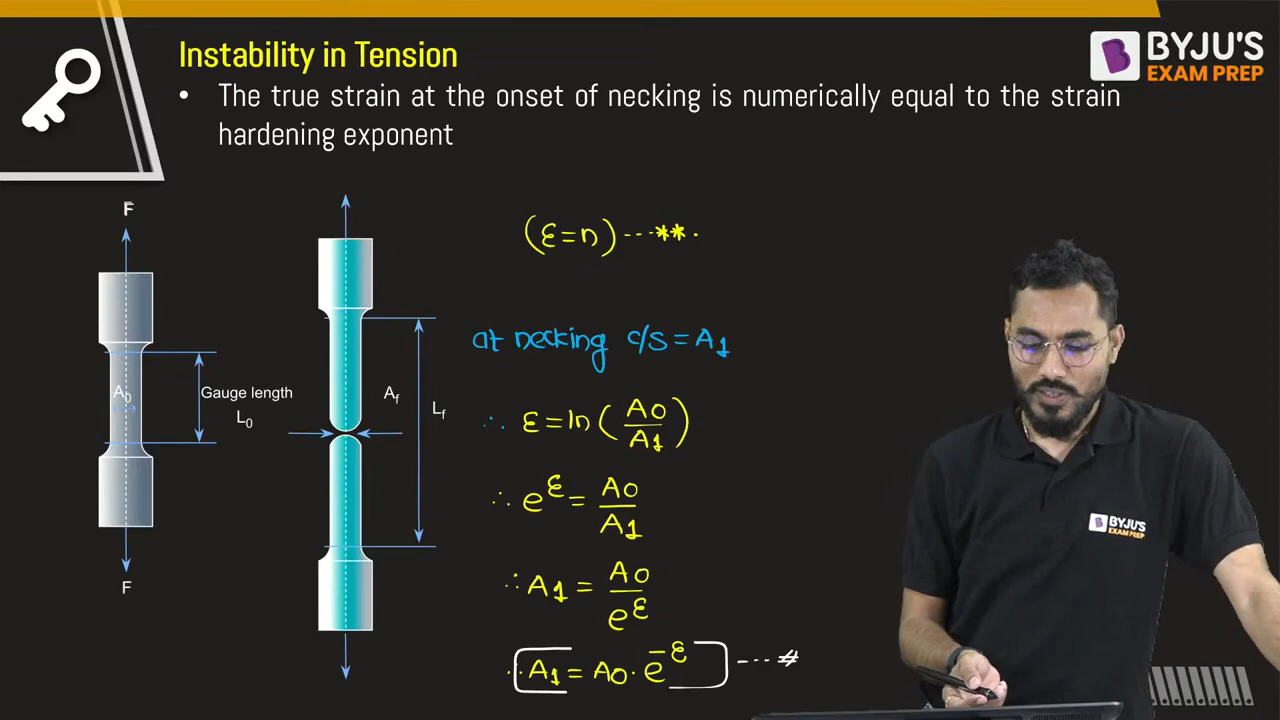 Instability in Tension
BYJU'S
EXAM PREP
• The true strain at the onset of necking is numerically equal to the strain
hardening exponent
F
A₀
Gauge length
L₀
F
A_f
L_f
(ε=n)---**.
at necking c/s = A₁
∴ ε = ln (A₀/A₁)
∴ e^ε = A₀/A₁
∴ A₁ = A₀/e^ε
∴ A₁ = A₀·e^-ε ---#
BYJU'S
EXAM PREP